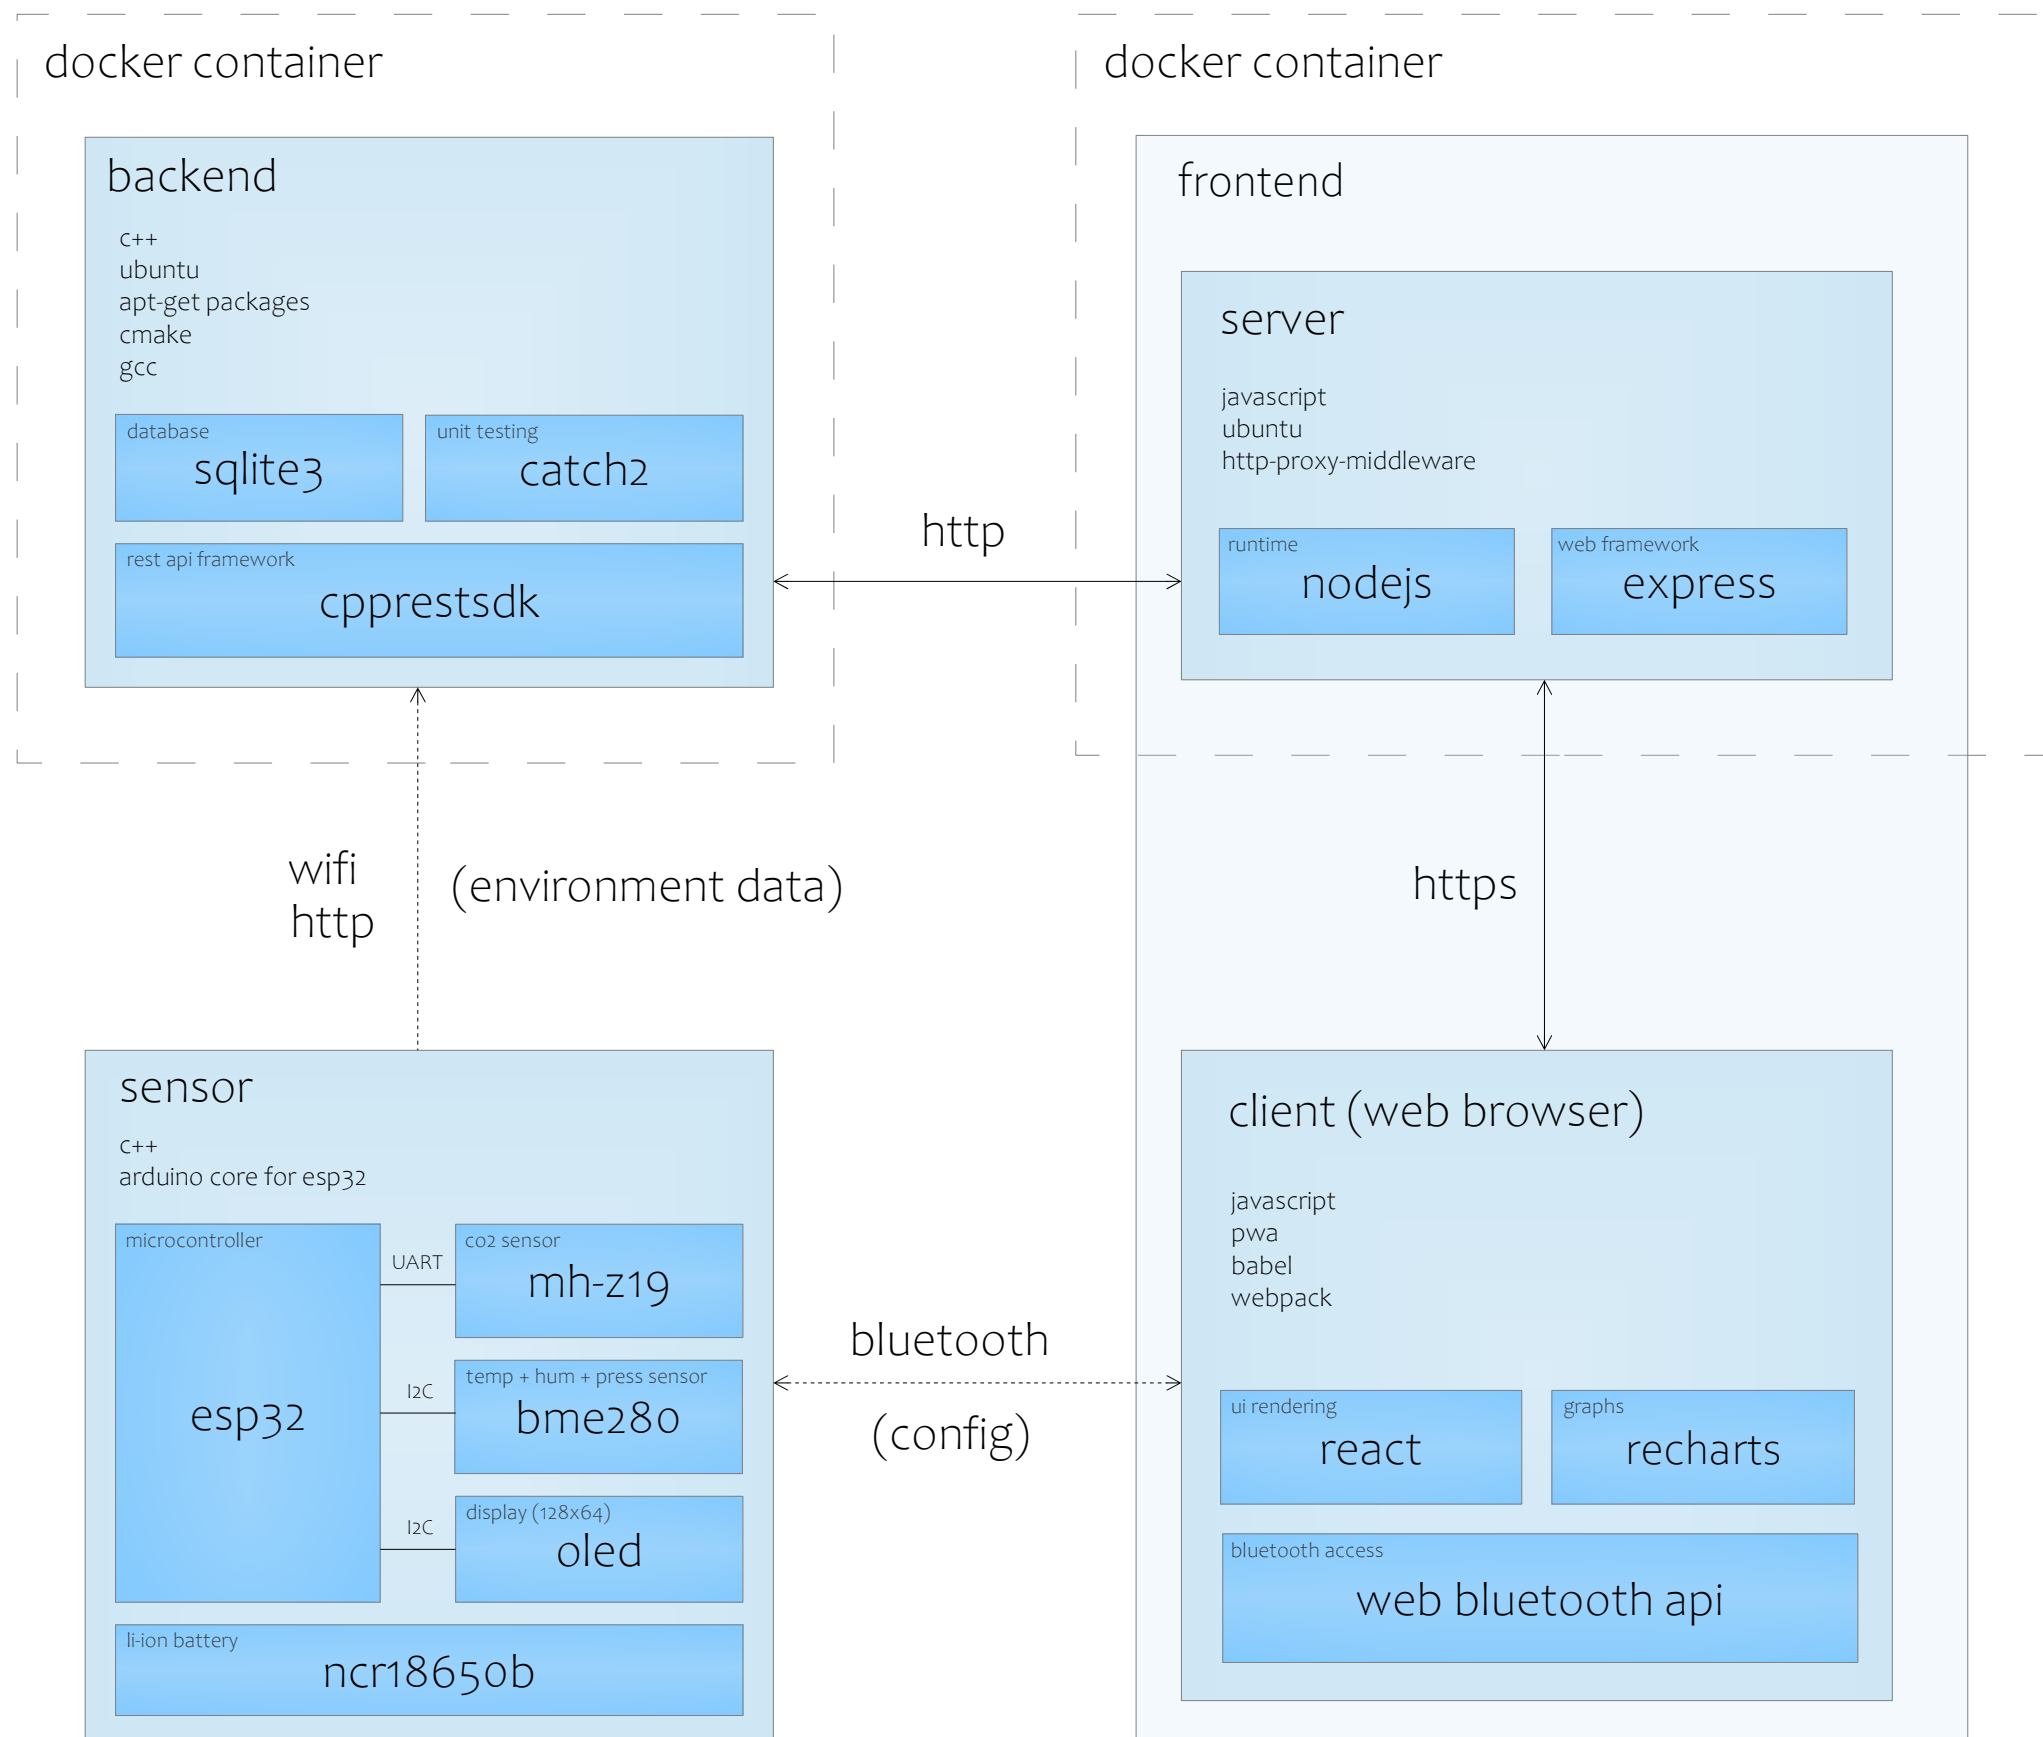 docker container
backend
c++
ubuntu
apt-get packages
cmake
gcc
database
sqlite3
unit testing
catch2
rest api framework
cpprestsdk
http
docker container
frontend
server
javascript
ubuntu
http-proxy-middleware
runtime
nodejs
web framework
express
wifi
http
(environment data)
https
sensor
c++
arduino core for esp32
microcontroller
esp32
UART
co2 sensor
mh-z19
I2C
temp + hum + press sensor
bme280
I2C
display (128x64)
oled
li-ion battery
ncr18650b
bluetooth
(config)
client (web browser)
javascript
pwa
babel
webpack
ui rendering
react
graphs
recharts
bluetooth access
web bluetooth api